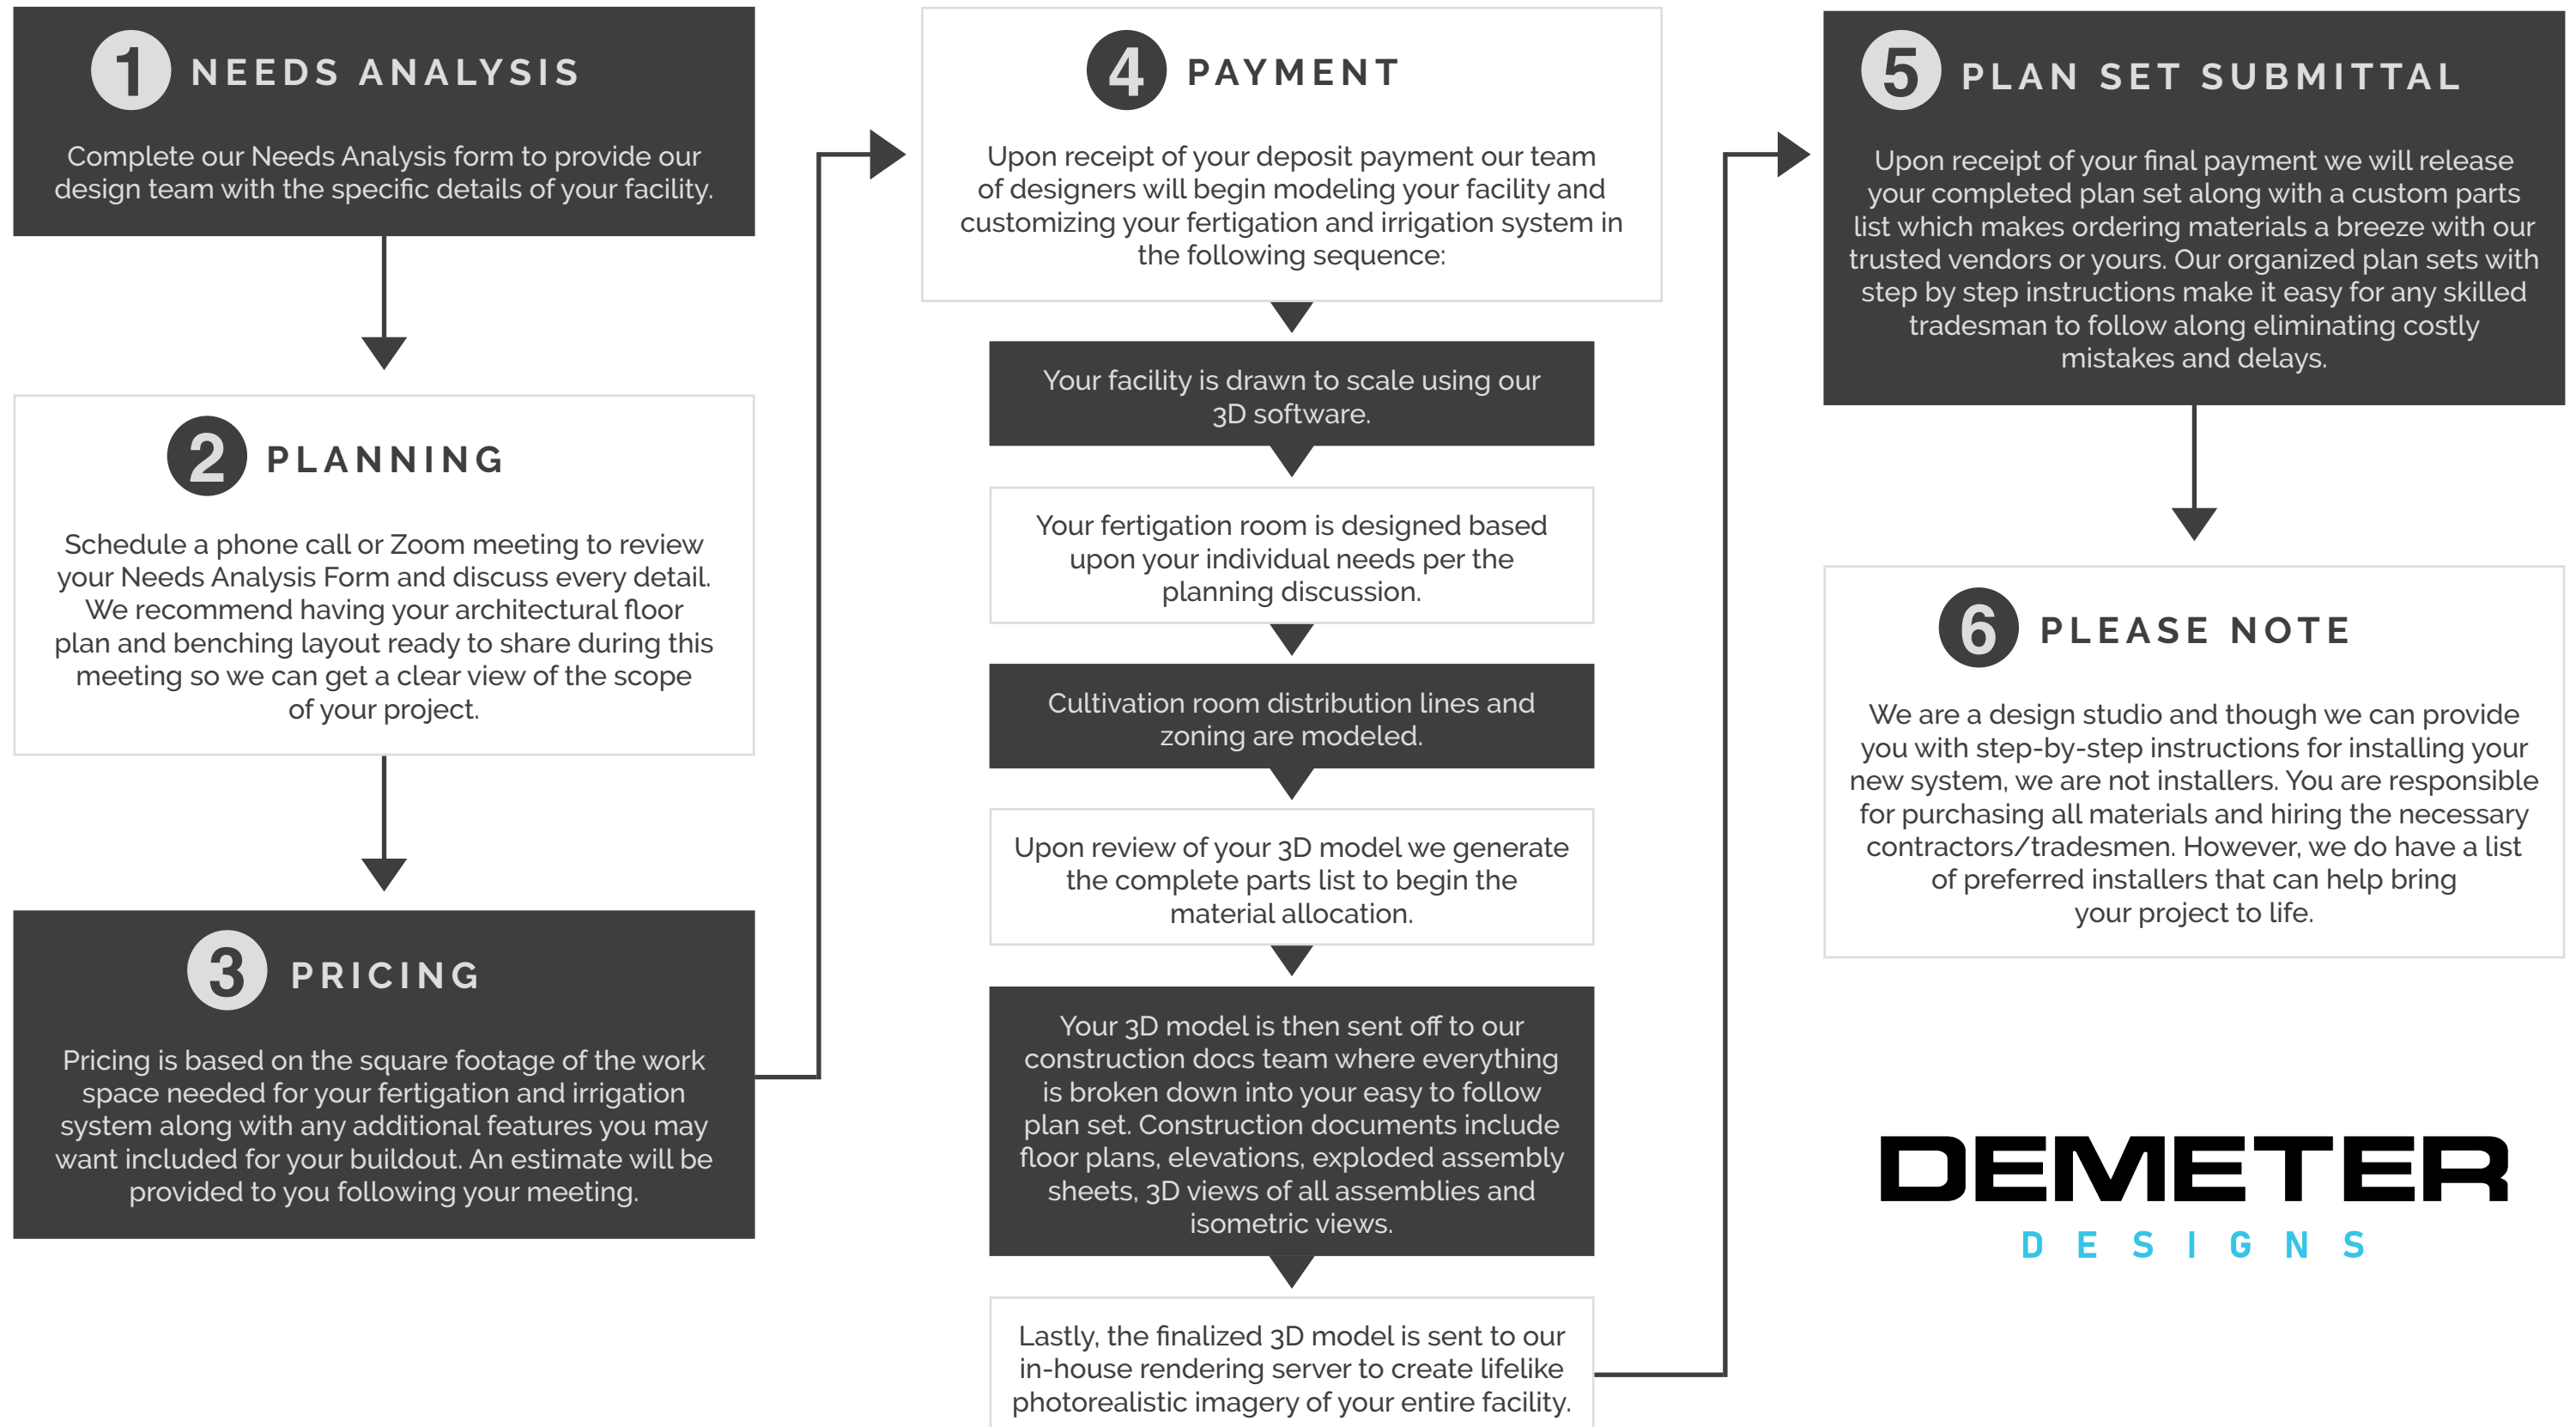 1 NEEDS ANALYSIS
Complete our Needs Analysis form to provide our
design team with the specific details of your facility.
2 PLANNING
Schedule a phone call or Zoom meeting to review
your Needs Analysis Form and discuss every detail.
We recommend having your architectural floor
plan and benching layout ready to share during this
meeting so we can get a clear view of the scope
of your project.
3 PRICING
Pricing is based on the square footage of the work
space needed for your fertigation and irrigation
system along with any additional features you may
want included for your buildout. An estimate will be
provided to you following your meeting.
4 PAYMENT
Upon receipt of your deposit payment our team
of designers will begin modeling your facility and
customizing your fertigation and irrigation system in
the following sequence:
Your facility is drawn to scale using our
3D software.
Your fertigation room is designed based
upon your individual needs per the
planning discussion.
Cultivation room distribution lines and
zoning are modeled.
Upon review of your 3D model we generate
the complete parts list to begin the
material allocation.
Your 3D model is then sent off to our
construction docs team where everything
is broken down into your easy to follow
plan set. Construction documents include
floor plans, elevations, exploded assembly
sheets, 3D views of all assemblies and
isometric views.
Lastly, the finalized 3D model is sent to our
in-house rendering server to create lifelike
photorealistic imagery of your entire facility.
5 PLAN SET SUBMITTAL
Upon receipt of your final payment we will release
your completed plan set along with a custom parts
list which makes ordering materials a breeze with our
trusted vendors or yours. Our organized plan sets with
step by step instructions make it easy for any skilled
tradesman to follow along eliminating costly
mistakes and delays.
6 PLEASE NOTE
We are a design studio and though we can provide
you with step-by-step instructions for installing your
new system, we are not installers. You are responsible
for purchasing all materials and hiring the necessary
contractors/tradesmen. However, we do have a list
of preferred installers that can help bring
your project to life.
DEMETER
DESIGNS